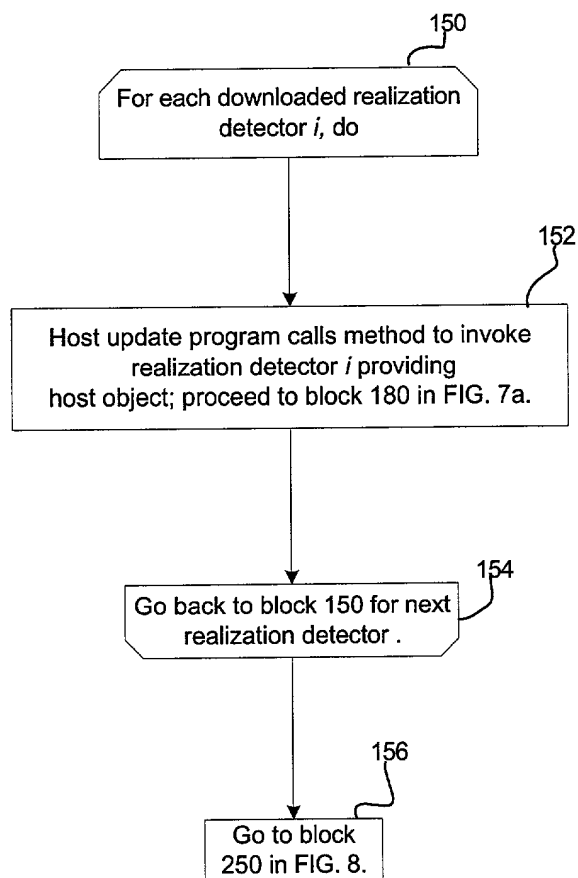 150
For each downloaded realization
detector i, do
152
Host update program calls method to invoke
realization detector i providing
host object; proceed to block 180 in FIG. 7a.
154
Go back to block 150 for next
realization detector .
156
Go to block
250 in FIG. 8.